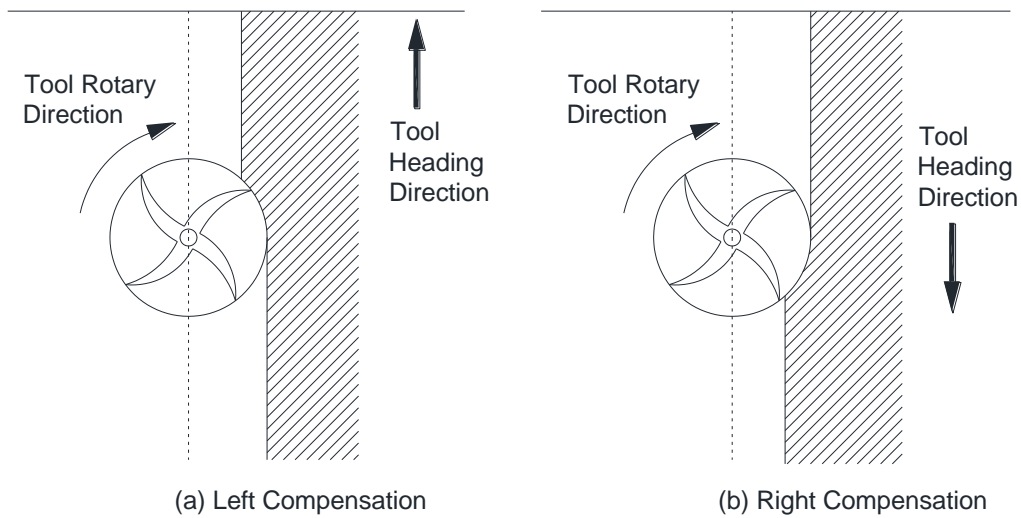 Tool Rotary
Direction
Tool
Heading
Direction
(a) Left Compensation
Tool Rotary
Direction
Tool
Heading
Direction
(b) Right Compensation